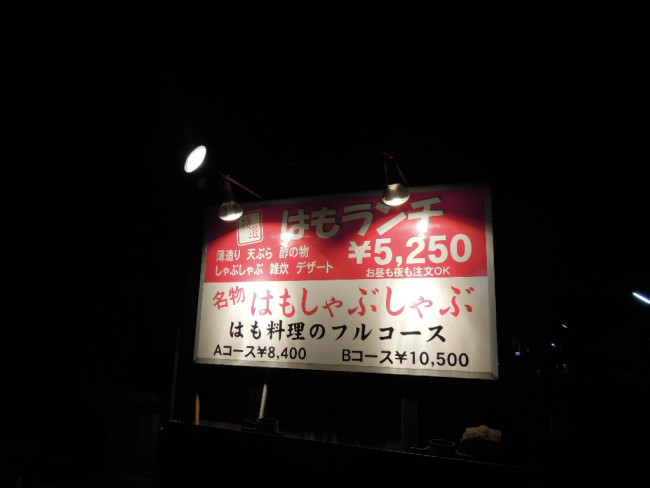 はもランチ
薄造り 天ぷら 酢の物
しゃぶしゃぶ 雑炊 デザート
¥5,250
お昼も夜も注文OK
名物 はもしゃぶしゃぶ
はも料理のフルコース
Aコース¥8,400 Bコース¥10,500